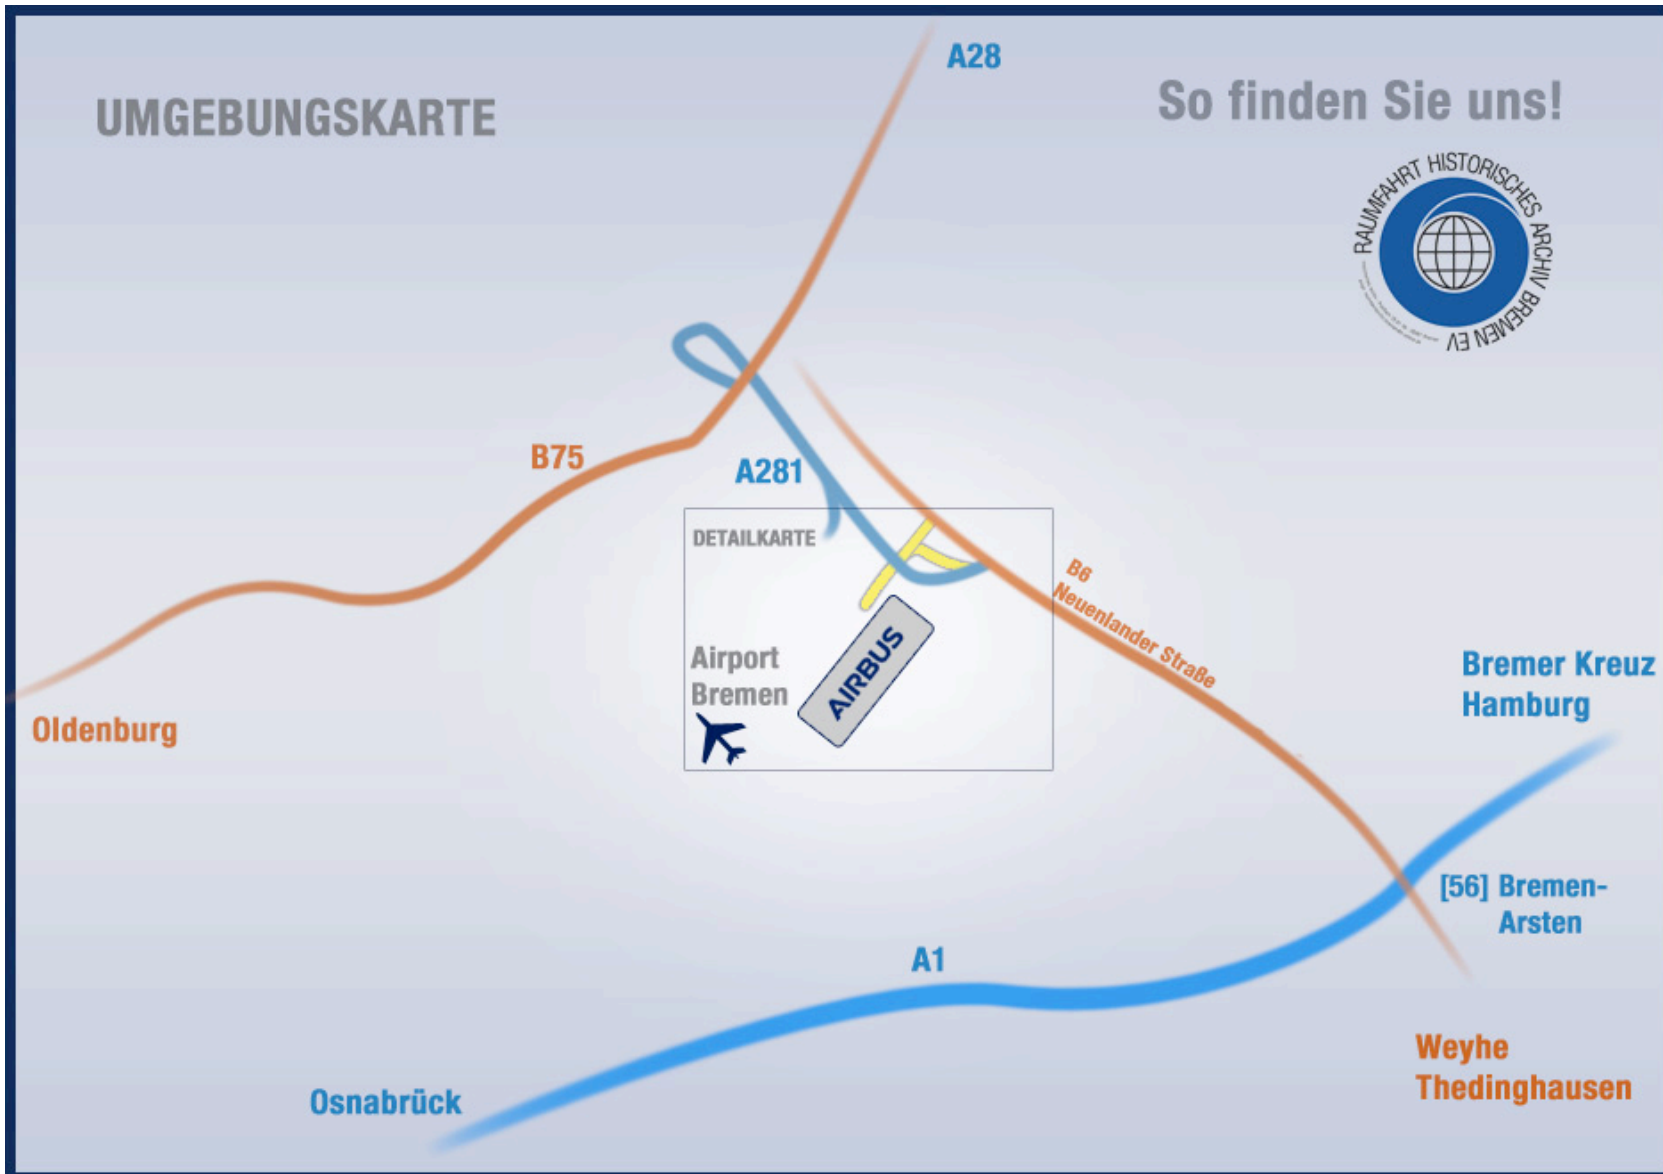 A28
UMGEBUNGSKARTE
So finden Sie uns!
RAUMFAHRT HISTORISCHES ARCHIV BREMEN EV
B75
A281
DETAILKARTE
B6
Neuenlander Straße
AIRBUS
Airport
Bremen
Bremer Kreuz
Hamburg
Oldenburg
[56] Bremen-
Arsten
A1
Weyhe
Thedinghausen
Osnabrück